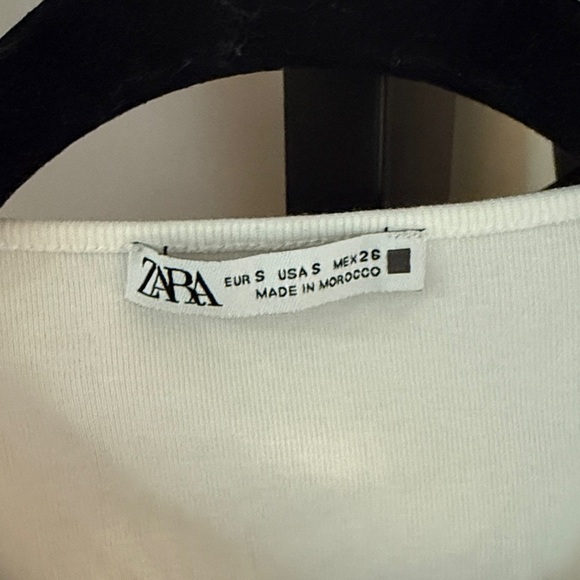 ZARA
EUR S USA S MEX 26
MADE IN MOROCCO